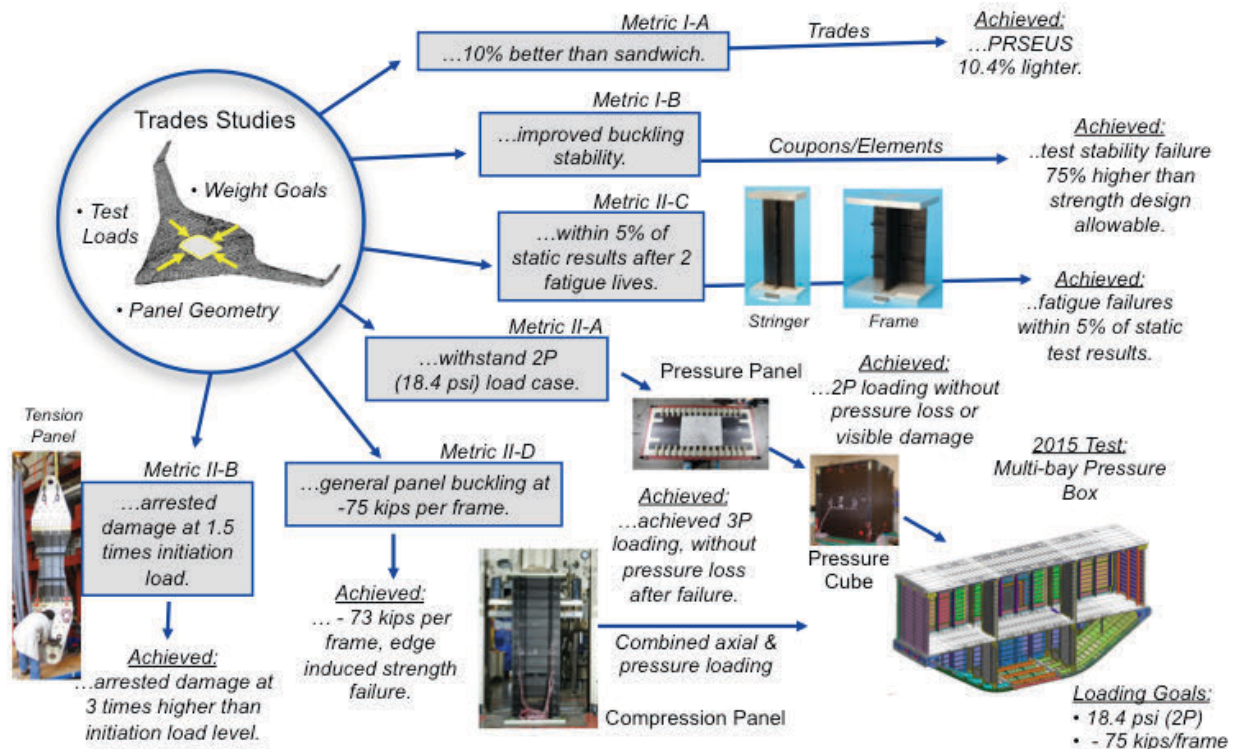 Metric I-A
...10% better than sandwich.
Trades
Achieved:
...PRSEUS
10.4% lighter.
Trades Studies
• Weight Goals
• Test
Loads
• Panel Geometry
Metric I-B
...improved buckling
stability.
Coupons/Elements
Achieved:
..test stability failure
75% higher than
strength design
allowable.
Metric II-C
...within 5% of
static results after 2
fatigue lives.
Stringer
Frame
Achieved:
..fatigue failures
within 5% of static
test results.
Metric II-A
...withstand 2P
(18.4 psi) load case.
Pressure Panel
Achieved:
...2P loading without
pressure loss or
visible damage
Tension
Panel
Metric II-B
...arrested
damage at 1.5
times initiation
load.
Achieved:
...arrested damage at
3 times higher than
initiation load level.
Metric II-D
...general panel buckling at
-75 kips per frame.
Achieved:
... - 73 kips per
frame, edge
induced strength
failure.
Achieved:
...achieved 3P
loading, without
pressure loss
after failure.
Pressure
Cube
2015 Test:
Multi-bay Pressure
Box
Combined axial &
pressure loading
Compression Panel
Loading Goals:
• 18.4 psi (2P)
• - 75 kips/frame